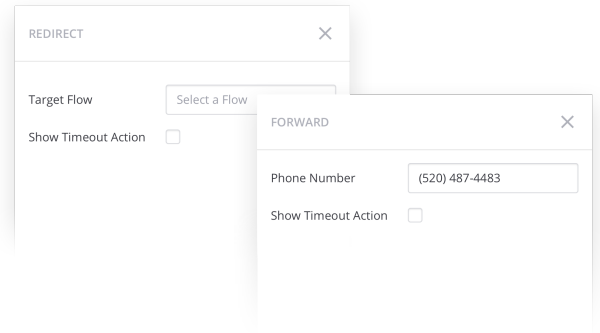 REDIRECT
Target Flow
Select a Flow
Show Timeout Action
FORWARD
Phone Number
(520) 487-4483
Show Timeout Action